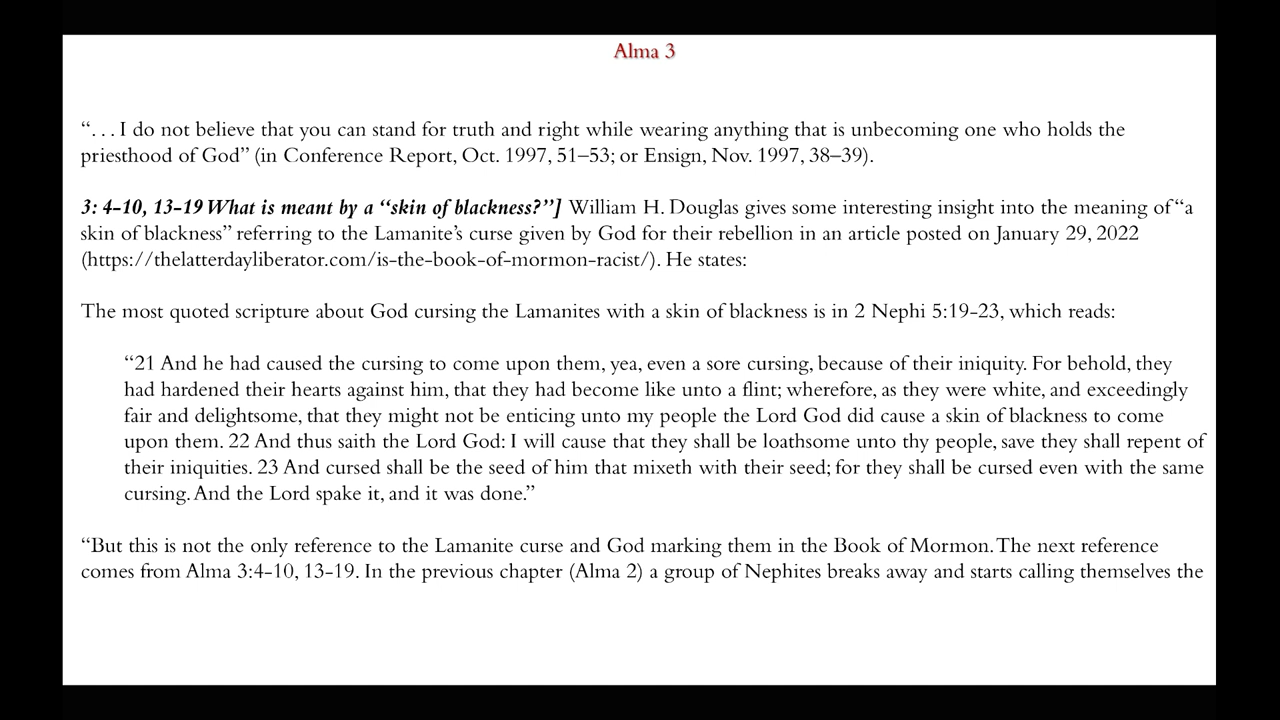 Alma 3
“. . . I do not believe that you can stand for truth and right while wearing anything that is unbecoming one who holds the
priesthood of God” (in Conference Report, Oct. 1997, 51–53; or Ensign, Nov. 1997, 38–39).
3: 4-10, 13-19 What is meant by a “skin of blackness?”] William H. Douglas gives some interesting insight into the meaning of “a
skin of blackness” referring to the Lamanite’s curse given by God for their rebellion in an article posted on January 29, 2022
(https://thelatterdayliberator.com/is-the-book-of-mormon-racist/). He states:
The most quoted scripture about God cursing the Lamanites with a skin of blackness is in 2 Nephi 5:19-23, which reads:
“21 And he had caused the cursing to come upon them, yea, even a sore cursing, because of their iniquity. For behold, they
had hardened their hearts against him, that they had become like unto a flint; wherefore, as they were white, and exceedingly
fair and delightsome, that they might not be enticing unto my people the Lord God did cause a skin of blackness to come
upon them. 22 And thus saith the Lord God: I will cause that they shall be loathsome unto thy people, save they shall repent of
their iniquities. 23 And cursed shall be the seed of him that mixeth with their seed; for they shall be cursed even with the same
cursing. And the Lord spake it, and it was done.”
“But this is not the only reference to the Lamanite curse and God marking them in the Book of Mormon. The next reference
comes from Alma 3:4-10, 13-19. In the previous chapter (Alma 2) a group of Nephites breaks away and starts calling themselves the